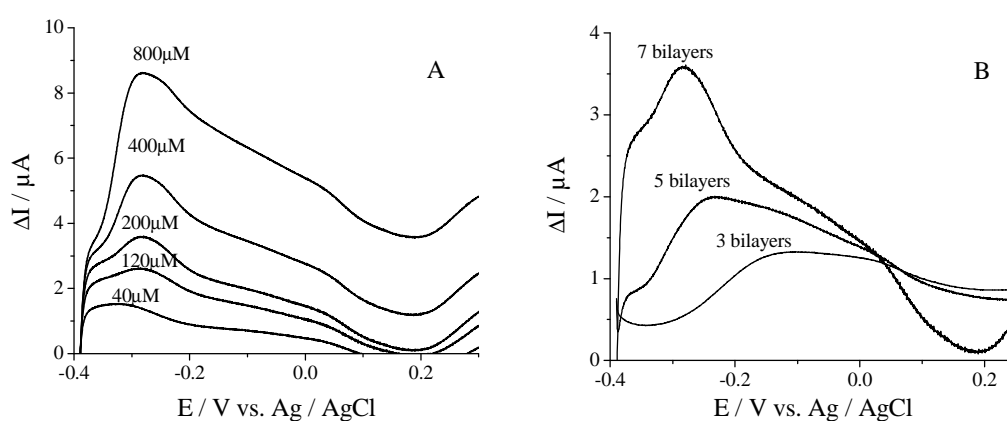 A
ΔI / μA
10
8
6
4
2
0
800μM
400μM
200μM
120μM
40μM
-0.4
-0.2
0.0
0.2
E / V vs. Ag / AgCl
B
ΔI / μA
4
3
2
1
0
7 bilayers
5 bilayers
3 bilayers
-0.4
-0.2
0.0
0.2
E / V vs. Ag / AgCl